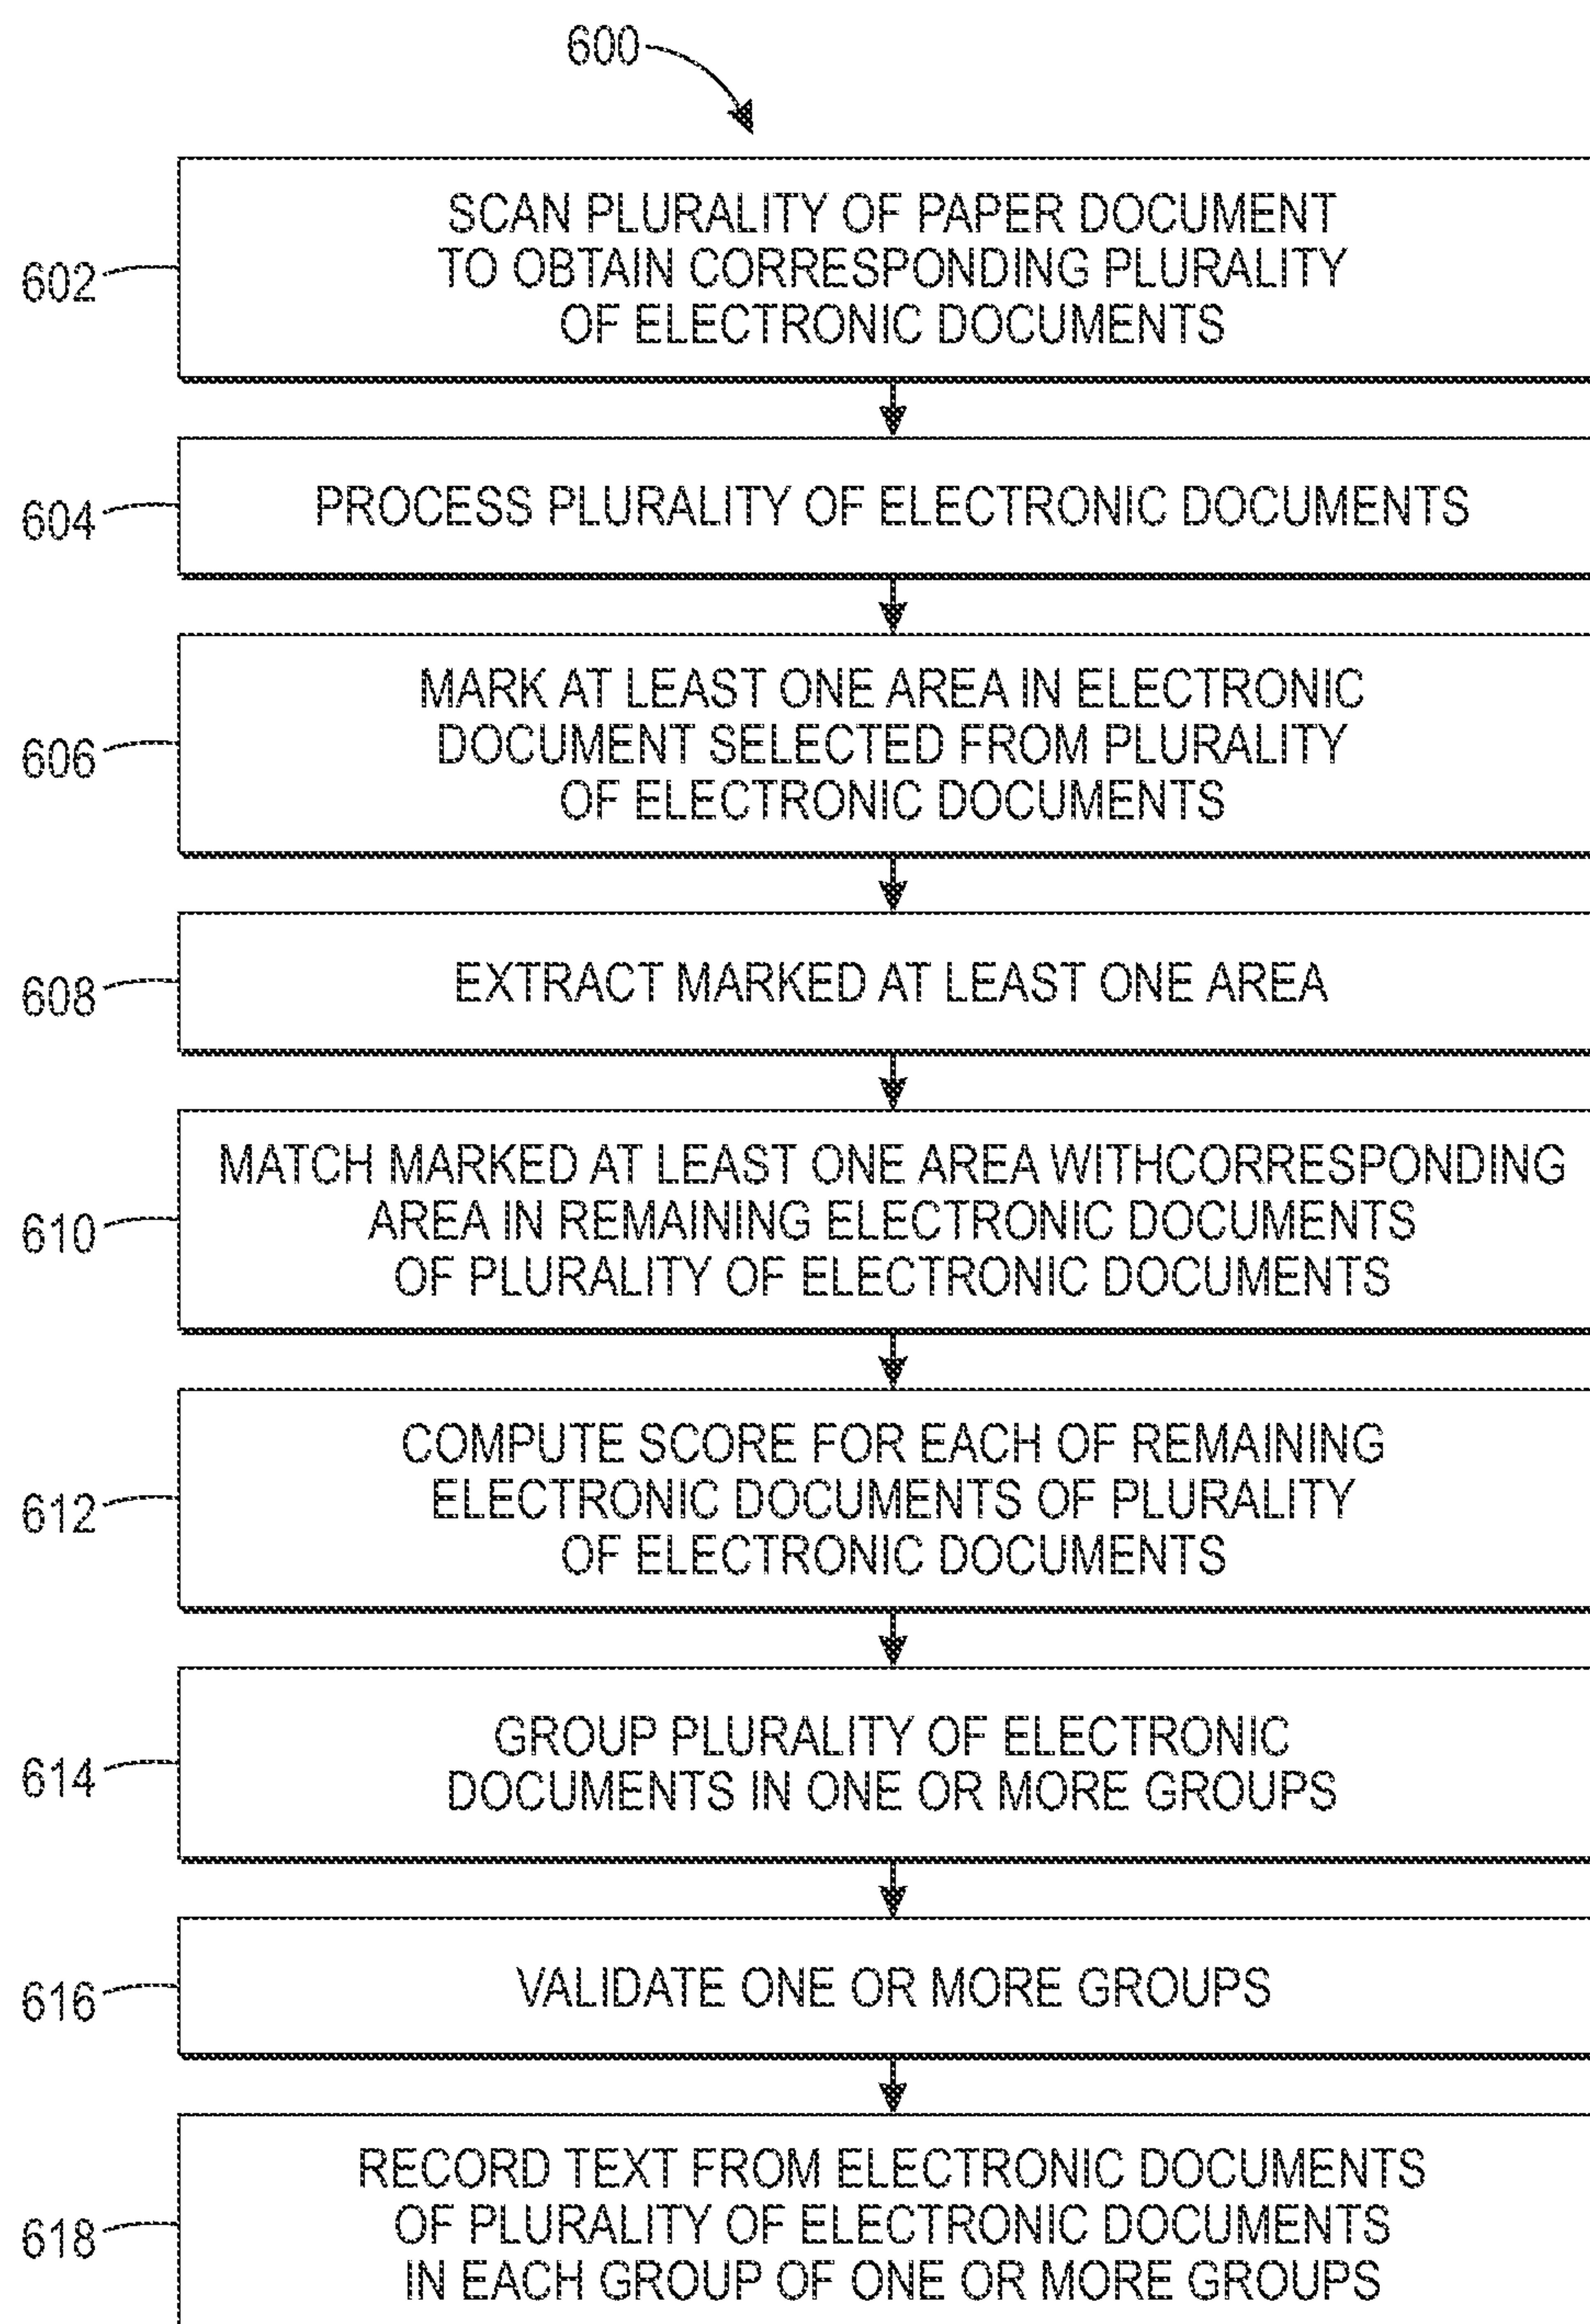 600
SCAN PLURALITY OF PAPER DOCUMENT
TO OBTAIN CORRESPONDING PLURALITY
OF ELECTRONIC DOCUMENTS
602
PROCESS PLURALITY OF ELECTRONIC DOCUMENTS
604
MARK AT LEAST ONE AREA IN ELECTRONIC
DOCUMENT SELECTED FROM PLURALITY
OF ELECTRONIC DOCUMENTS
606
EXTRACT MARKED AT LEAST ONE AREA
608
MATCH MARKED AT LEAST ONE AREA WITHCORRESPONDING
AREA IN REMAINING ELECTRONIC DOCUMENTS
OF PLURALITY OF ELECTRONIC DOCUMENTS
610
COMPUTE SCORE FOR EACH OF REMAINING
ELECTRONIC DOCUMENTS OF PLURALITY
OF ELECTRONIC DOCUMENTS
612
GROUP PLURALITY OF ELECTRONIC
DOCUMENTS IN ONE OR MORE GROUPS
614
VALIDATE ONE OR MORE GROUPS
616
RECORD TEXT FROM ELECTRONIC DOCUMENTS
OF PLURALITY OF ELECTRONIC DOCUMENTS
IN EACH GROUP OF ONE OR MORE GROUPS
618